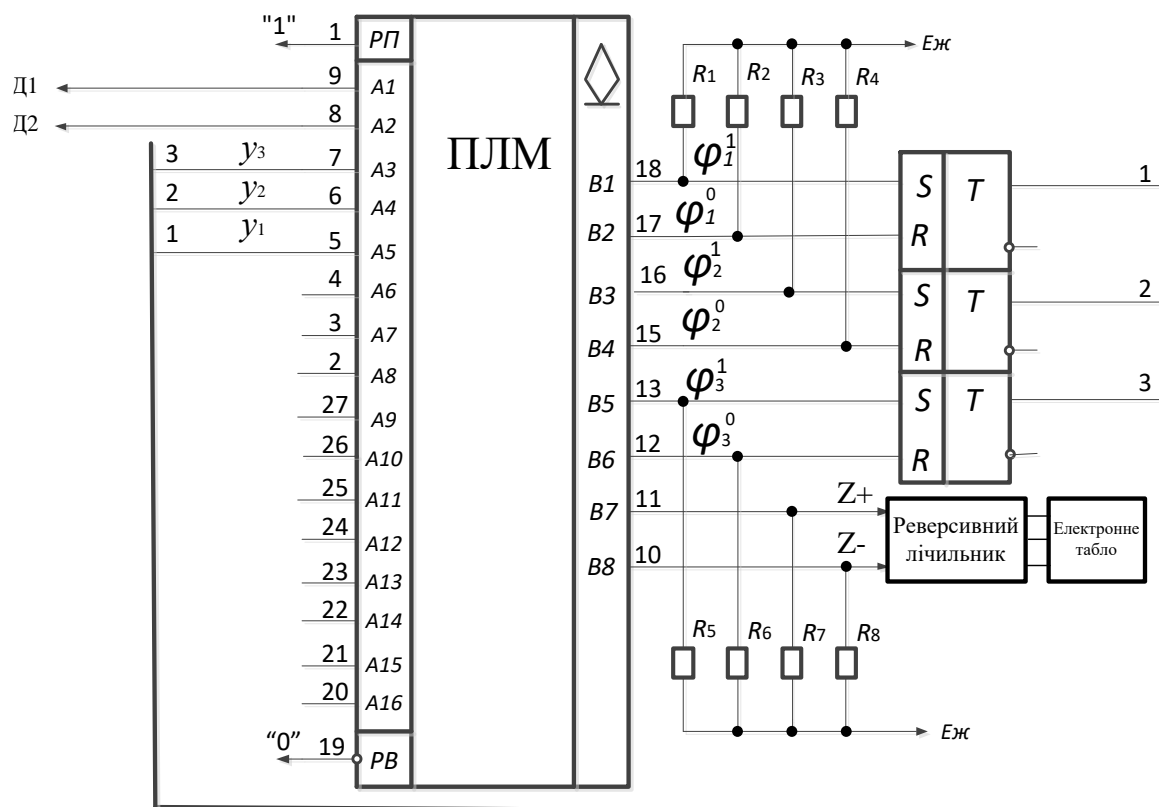 "1" 1 РП
Д1 9 A1
Д2 8 A2
3 y₃ 7 A3
2 y₂ 6 A4
1 y₁ 5 A5
4 A6
3 A7
2 A8
27 A9
26 A10
25 A11
24 A12
23 A13
22 A14
21 A15
20 A16
“0” 19 РВ
ПЛМ
Eж
R₁ R₂ R₃ R₄
B1 18 φ₁¹
B2 17 φ₁⁰
B3 16 φ₂¹
B4 15 φ₂⁰
B5 13 φ₃¹
B6 12 φ₃⁰
B7 11 Z+
B8 10 Z-
S T 1
R
S T 2
R
S T 3
R
Реверсивний
лічильник
Електронне
табло
R₅ R₆ R₇ R₈
Eж